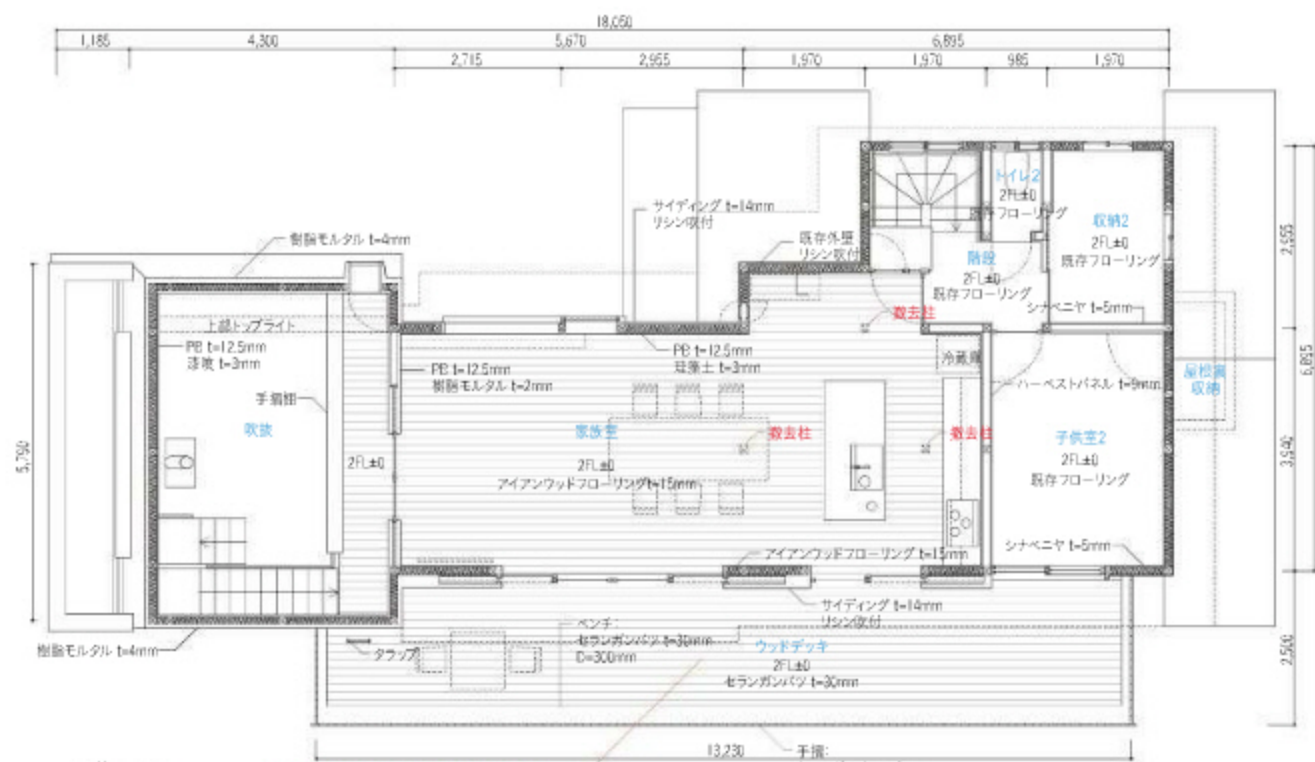 18,050
1,185
4,300
5,670
6,895
2,715
2,955
1,970
1,970
985
1,970
トイレ2
2FL±0
既存フローリング
収納2
2FL±0
既存フローリング
サイディング t=14mm
リシン吹付
既存外壁
リシン吹付
階段
2FL±0
既存フローリング
樹脂モルタル t=4mm
撤去柱
シナベニヤ t=5mm
上部トップライト
PB t=12.5mm
漆喰 t=3mm
PB t=12.5mm
珪藻土 t=3mm
PB t=12.5mm
樹脂モルタル t=2mm
冷蔵庫
ハーベストパネル t=9mm
屋根裏
収納
手摺棚
吹抜
家族室
撤去柱
撤去柱
子供室2
2FL±0
2FL±0
アイアンウッドフローリングt=15mm
2FL±0
既存フローリング
アイアンウッドフローリング t=15mm
シナベニヤ t=5mm
サイディング t=14mm
リシン吹付
樹脂モルタル t=4mm
タラップ
ベンチ:
セランガンバツ t=30mm
D=300mm
ウッドデッキ
2FL±0
セランガンバツ t=30mm
13,230
手摺:
5,790
2,955
3,940
6,895
2,500